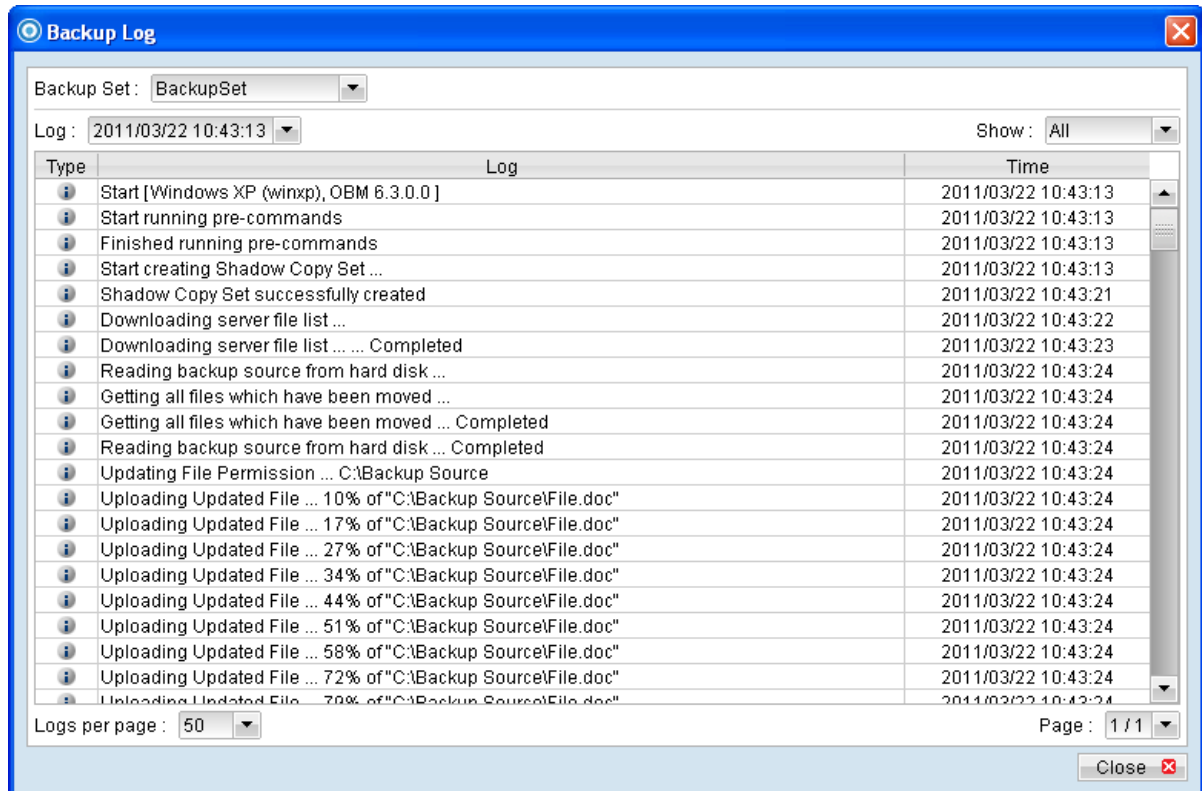 Backup Log
Backup Set : BackupSet
Log : 2011/03/22 10:43:13 Show : All
Type Log Time
Start [Windows XP (winxp), OBM 6.3.0.0 ] 2011/03/22 10:43:13
Start running pre-commands 2011/03/22 10:43:13
Finished running pre-commands 2011/03/22 10:43:13
Start creating Shadow Copy Set ... 2011/03/22 10:43:13
Shadow Copy Set successfully created 2011/03/22 10:43:21
Downloading server file list ... 2011/03/22 10:43:22
Downloading server file list ... ... Completed 2011/03/22 10:43:23
Reading backup source from hard disk ... 2011/03/22 10:43:24
Getting all files which have been moved ... 2011/03/22 10:43:24
Getting all files which have been moved ... Completed 2011/03/22 10:43:24
Reading backup source from hard disk ... Completed 2011/03/22 10:43:24
Updating File Permission ... C:\Backup Source 2011/03/22 10:43:24
Uploading Updated File ... 10% of "C:\Backup Source\File.doc" 2011/03/22 10:43:24
Uploading Updated File ... 17% of "C:\Backup Source\File.doc" 2011/03/22 10:43:24
Uploading Updated File ... 27% of "C:\Backup Source\File.doc" 2011/03/22 10:43:24
Uploading Updated File ... 34% of "C:\Backup Source\File.doc" 2011/03/22 10:43:24
Uploading Updated File ... 44% of "C:\Backup Source\File.doc" 2011/03/22 10:43:24
Uploading Updated File ... 51% of "C:\Backup Source\File.doc" 2011/03/22 10:43:24
Uploading Updated File ... 58% of "C:\Backup Source\File.doc" 2011/03/22 10:43:24
Uploading Updated File ... 72% of "C:\Backup Source\File.doc" 2011/03/22 10:43:24
Uploading Updated File ... 79% of "C:\Backup Source\File.doc" 2011/03/22 10:43:24
Logs per page : 50 Page : 1 / 1
Close